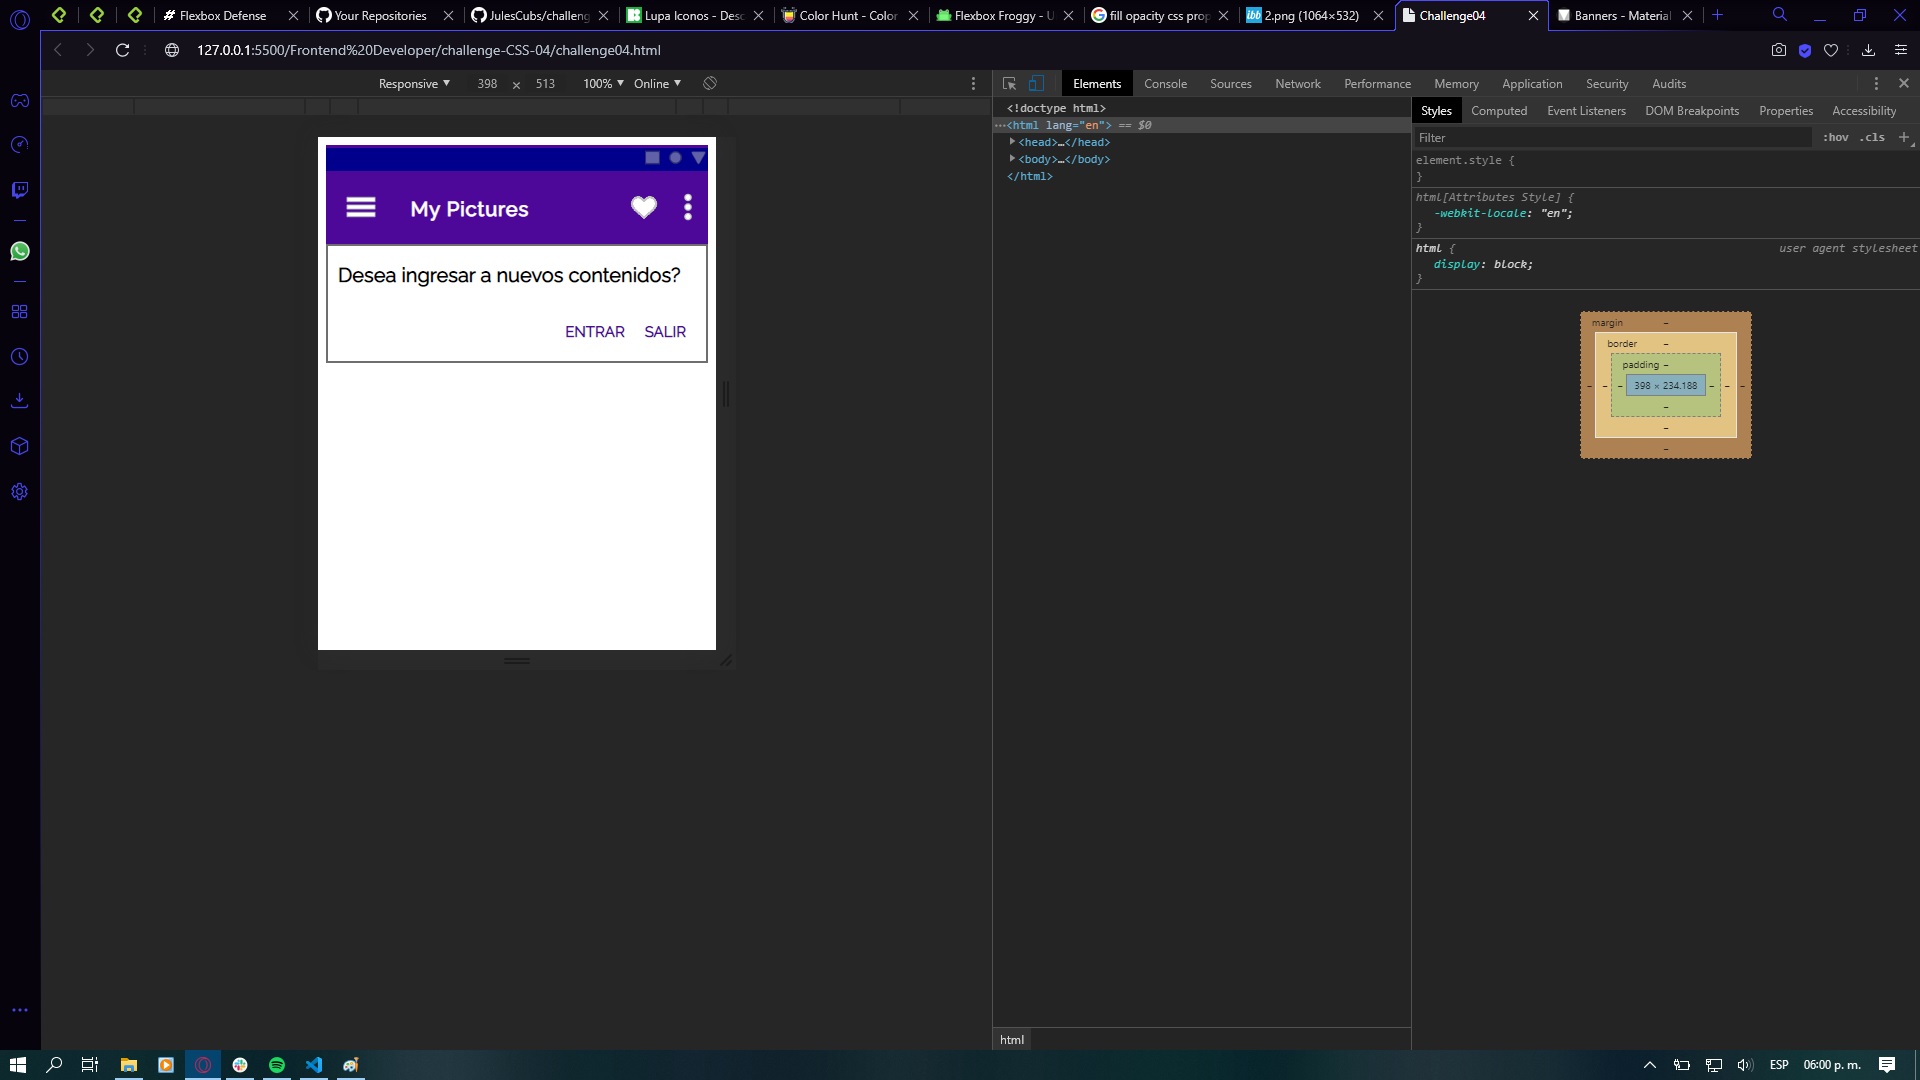 Flexbox Defense
Your Repositories
JulesCubs/challeng
Lupa Iconos - Desc
Color Hunt - Color
Flexbox Froggy - U
fill opacity css prop
ibb 2.png (1064×532)
Challenge04
Banners - Material
127.0.0.1:5500/Frontend%20Developer/challenge-CSS-04/challenge04.html
Responsive 398 × 513 100% Online
Elements Console Sources Network Performance Memory Application Security Audits
<!doctype html>
…<html lang="en"> == $0
<head>…</head>
<body>…</body>
</html>
Styles Computed Event Listeners DOM Breakpoints Properties Accessibility
Filter :hov .cls +
element.style {
}
html[Attributes Style] {
-webkit-locale: "en";
}
html { user agent stylesheet
display: block;
}
margin –
border –
padding –
– – – 398 × 234.188 – – –
–
–
–
My Pictures
Desea ingresar a nuevos contenidos?
ENTRAR SALIR
html
ESP 06:00 p. m.